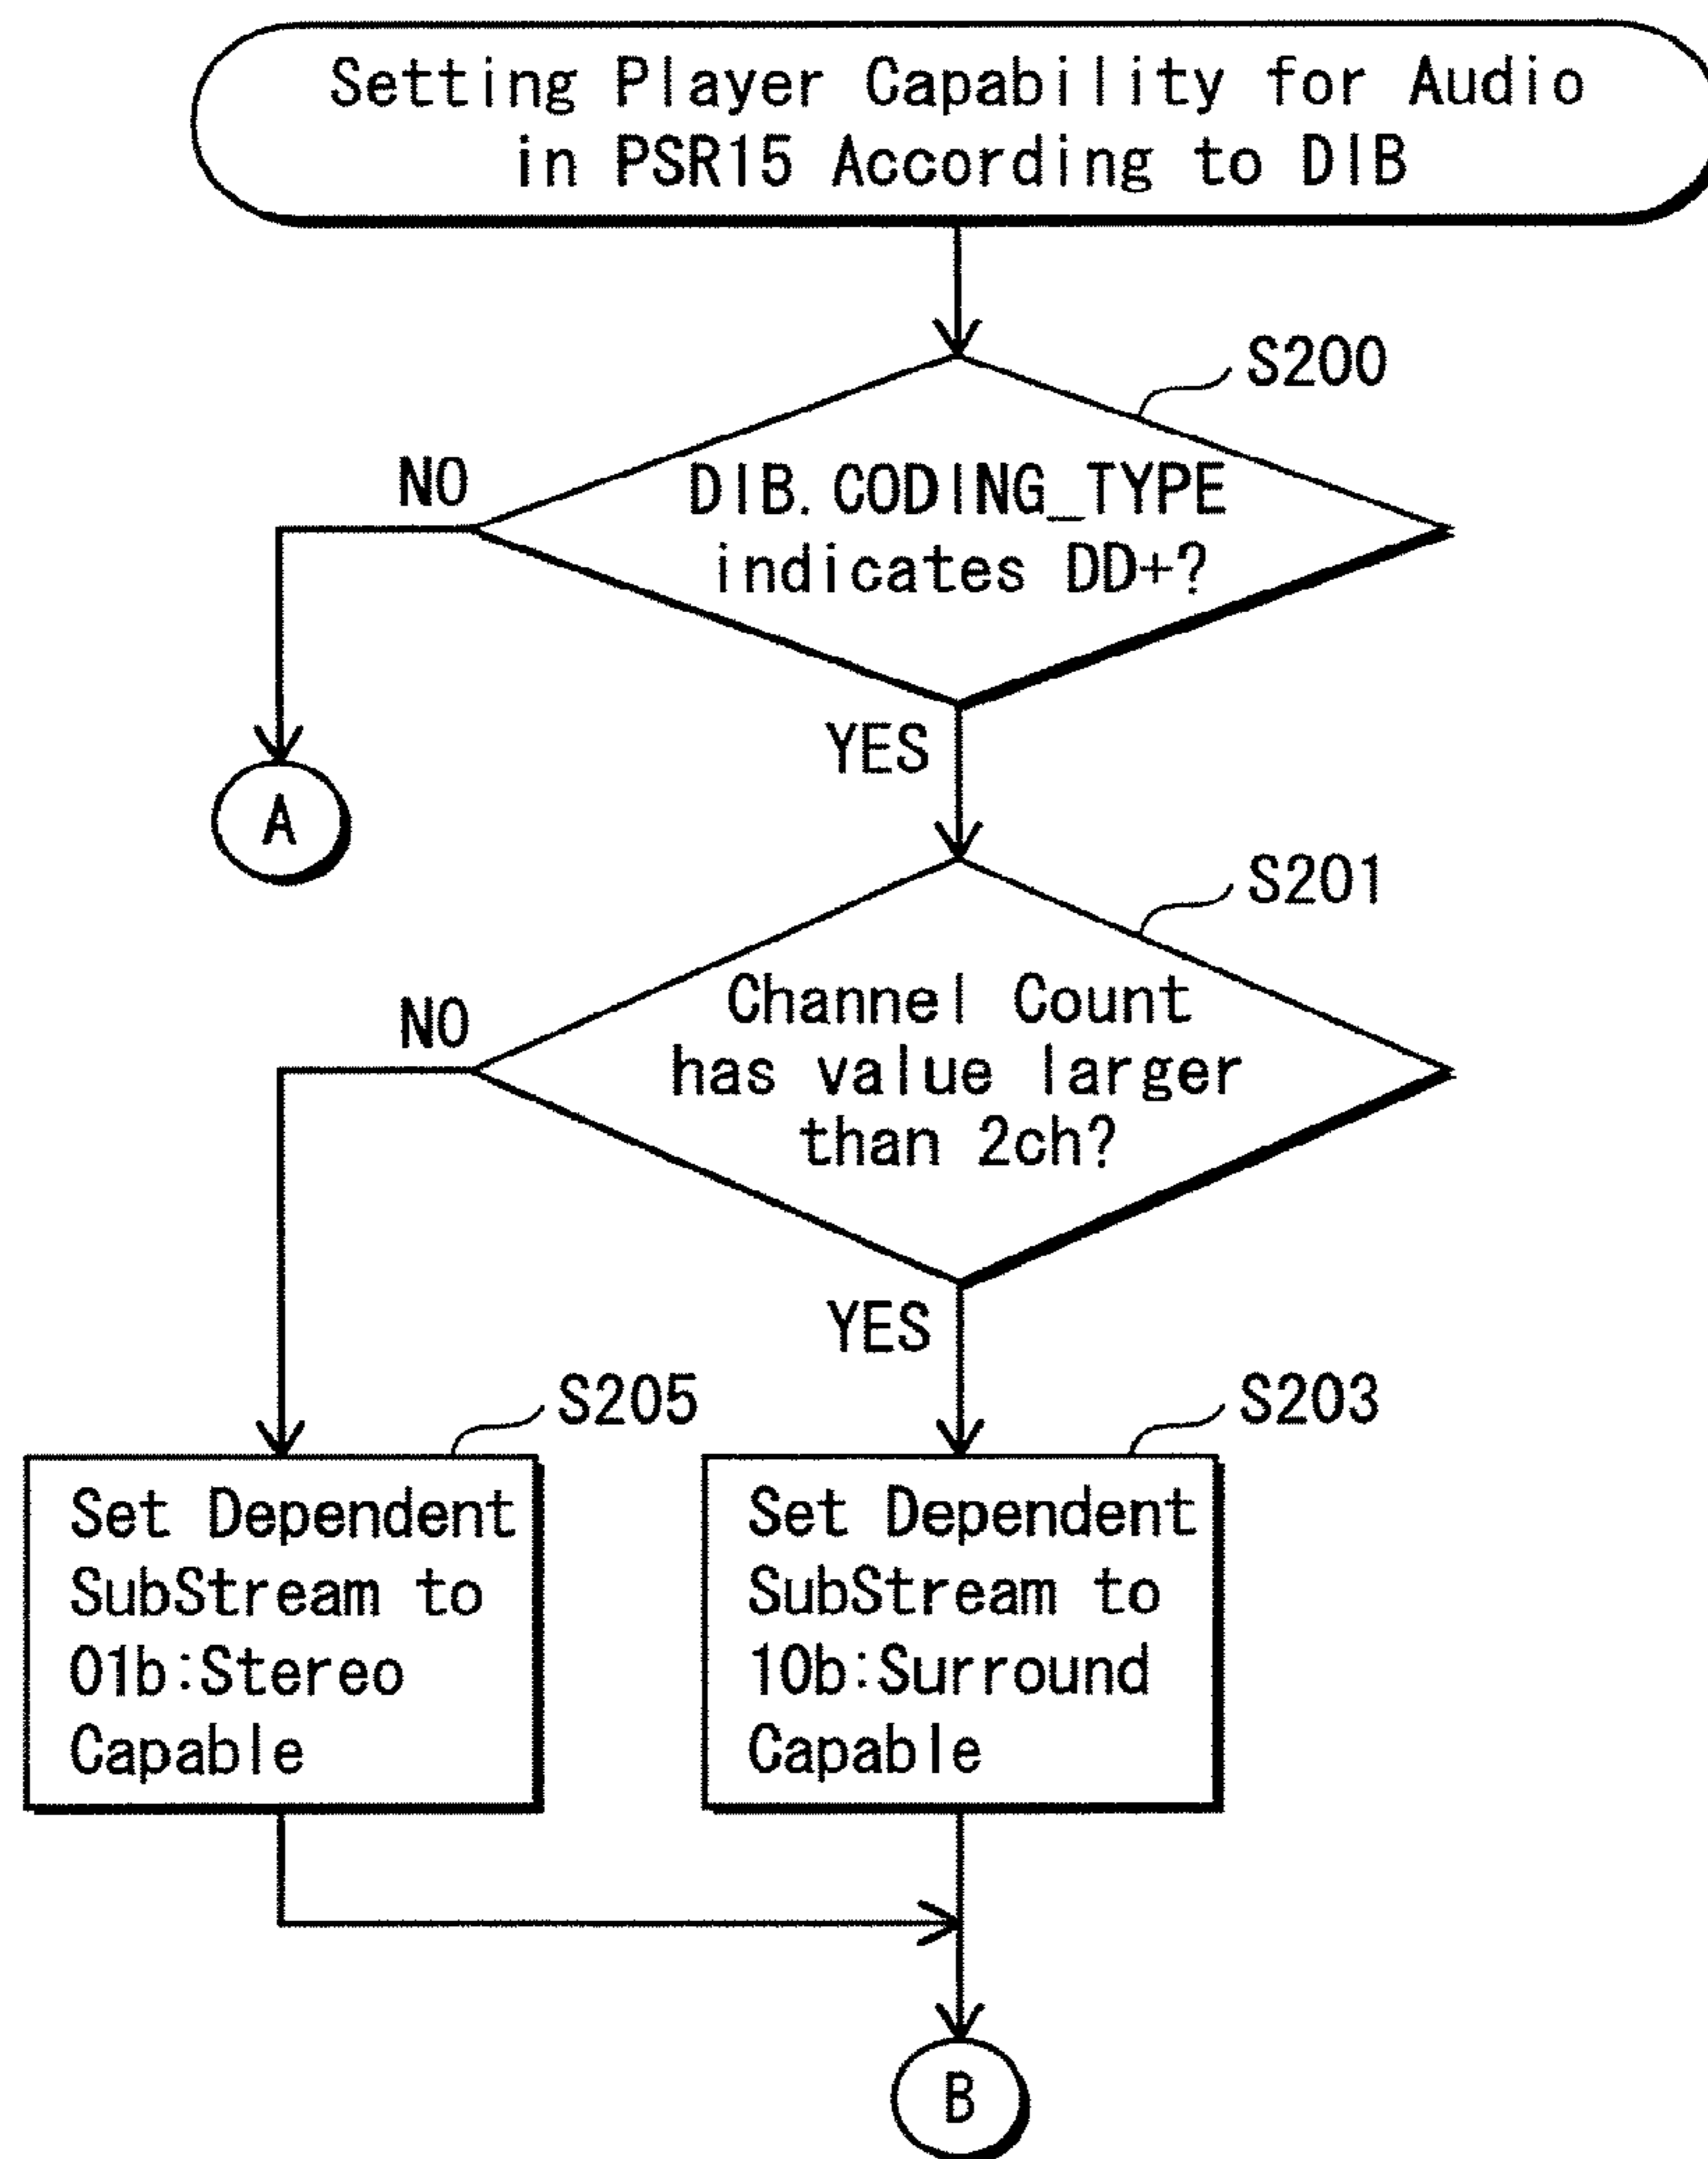 Setting Player Capability for Audio
in PSR15 According to DIB
S200
NO
DIB.CODING_TYPE
indicates DD+?
YES
A
S201
NO
Channel Count
has value larger
than 2ch?
YES
S205
Set Dependent
SubStream to
01b:Stereo
Capable
S203
Set Dependent
SubStream to
10b:Surround
Capable
B